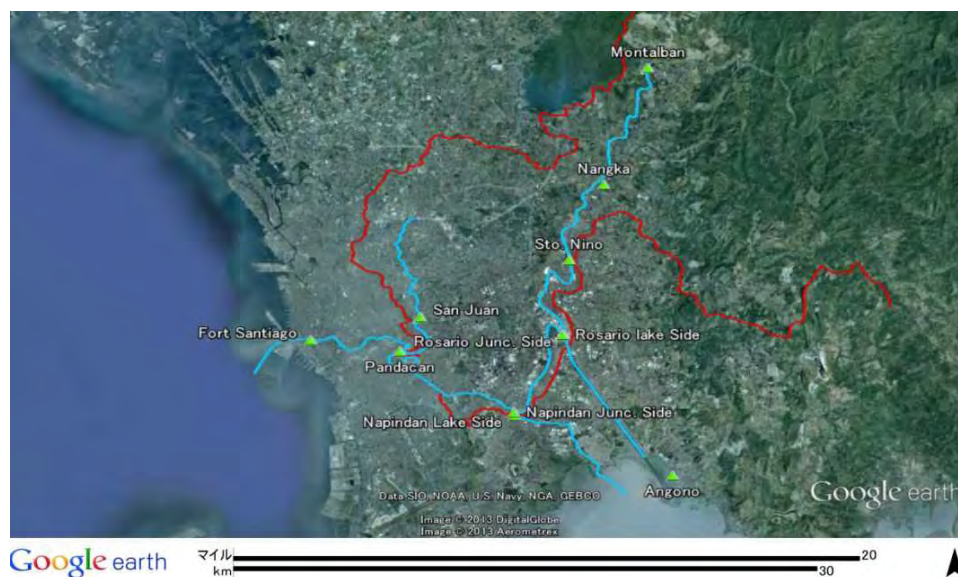 Montalban
Nangka
Sto. Nino
San Juan
Fort Santiago
Rosario Junc. Side
Rosario lake Side
Pandacan
Napindan Lake Side
Napindan Junc. Side
Angono
Data SIO, NOAA, U.S. Navy, NGA, GEBCO
Image © 2013 DigitalGlobe
Image © 2013 Aerometrex
Google earth
Google earth
マイル
20
km
30